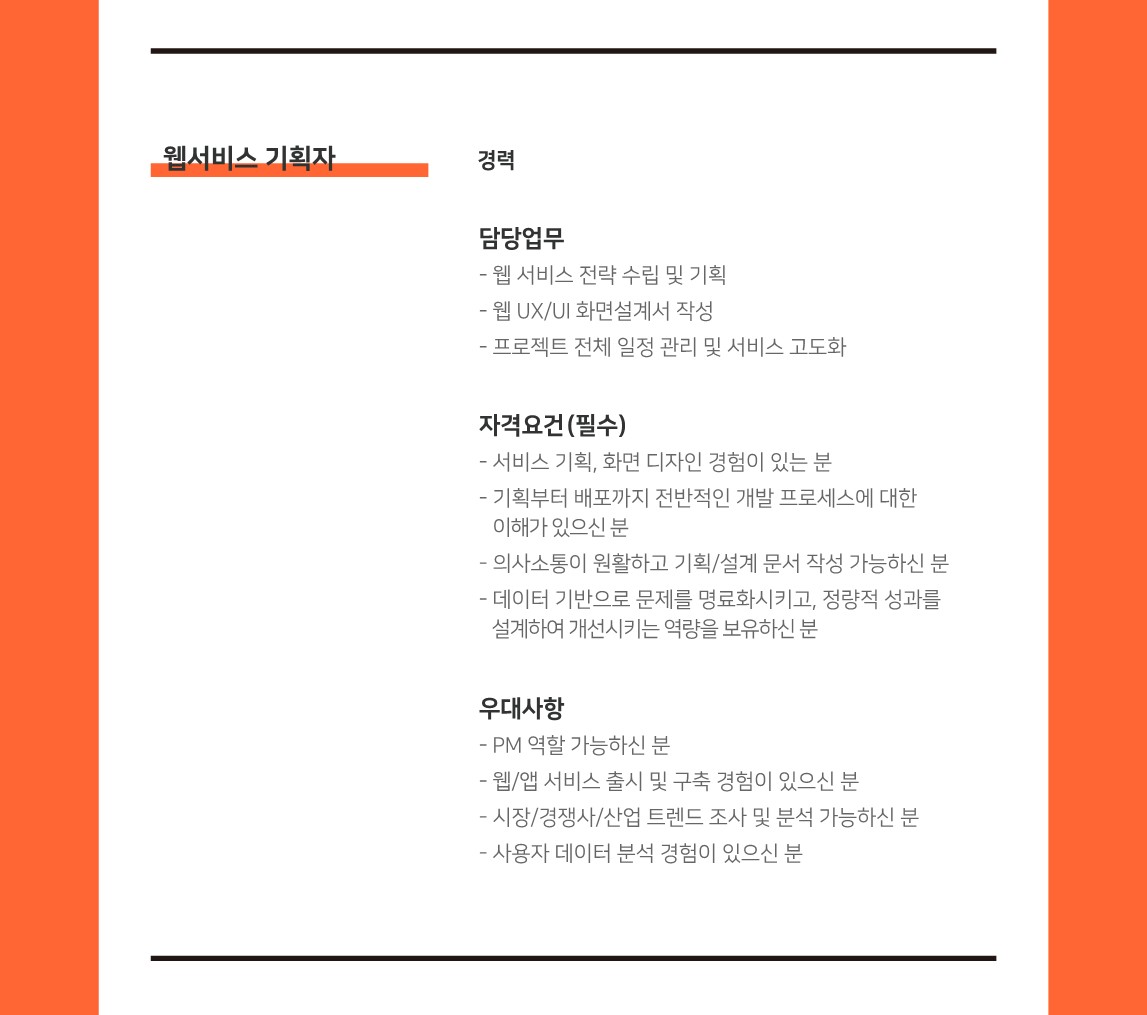 웹서비스 기획자
경력
담당업무
- 웹 서비스 전략 수립 및 기획
- 웹 UX/UI 화면설계서 작성
- 프로젝트 전체 일정 관리 및 서비스 고도화
자격요건(필수)
- 서비스 기획, 화면 디자인 경험이 있는 분
- 기획부터 배포까지 전반적인 개발 프로세스에 대한
이해가 있으신 분
- 의사소통이 원활하고 기획/설계 문서 작성 가능하신 분
- 데이터 기반으로 문제를 명료화시키고, 정량적 성과를
설계하여 개선시키는 역량을 보유하신 분
우대사항
- PM 역할 가능하신 분
- 웹/앱 서비스 출시 및 구축 경험이 있으신 분
- 시장/경쟁사/산업 트렌드 조사 및 분석 가능하신 분
- 사용자 데이터 분석 경험이 있으신 분